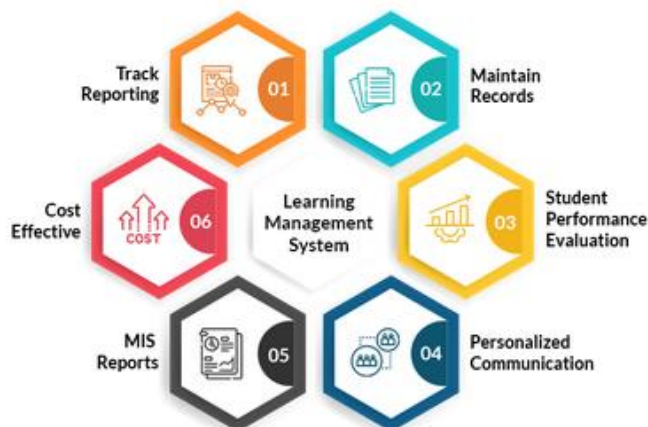 Track
Reporting
01
02
Maintain
Records
03
Student
Performance
Evaluation
04
Personalized
Communication
05
MIS
Reports
06
Cost
Effective
COST
Learning
Management
System